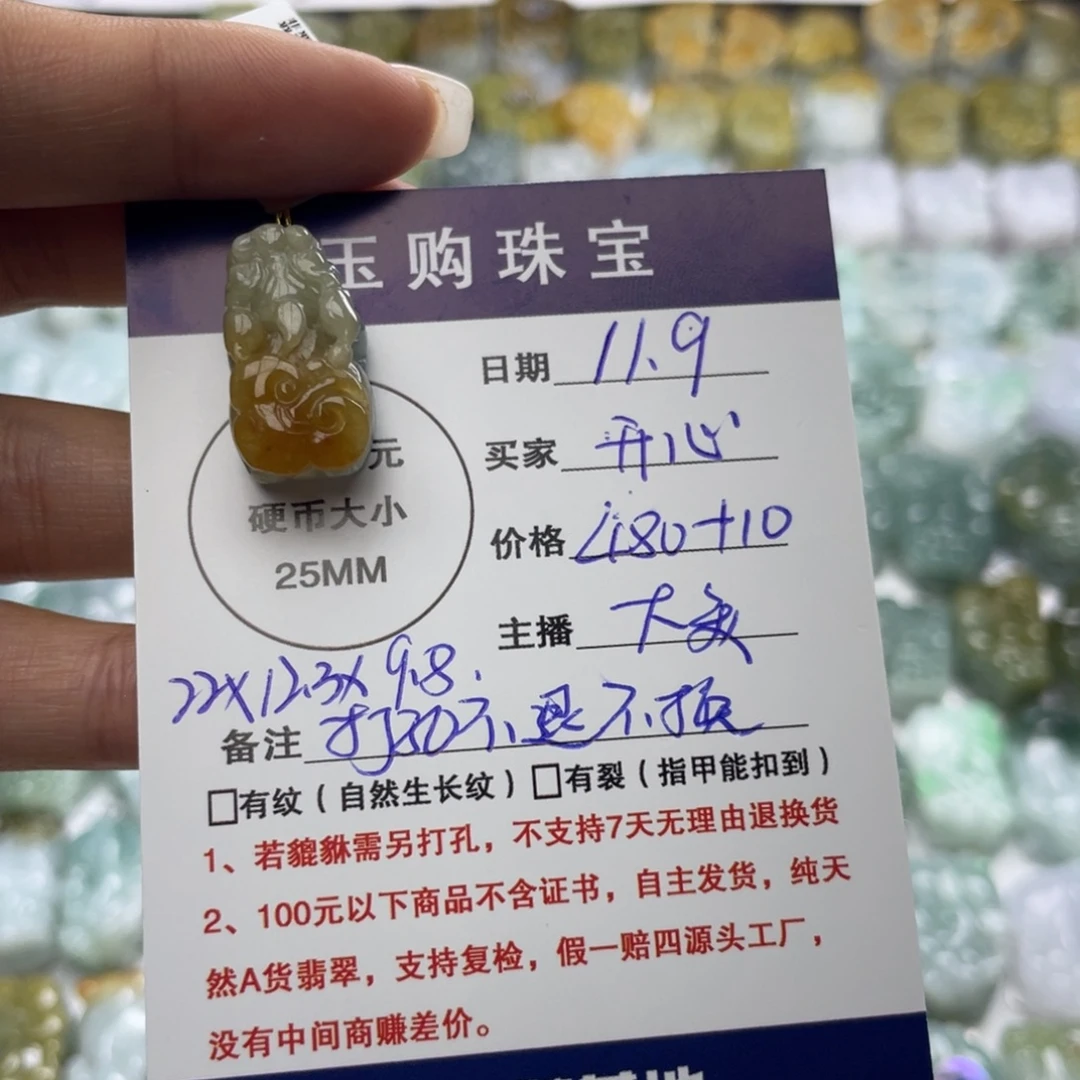 玉购珠宝
日期 11.9
买家 开心
元
硬币大小
25MM
价格 480+10
主播 大美
22X12.3X9.8.
备注 打孔不退不换
□有纹（自然生长纹）□有裂（指甲能扣到）
1、若貔貅需另打孔，不支持7天无理由退换货
2、100元以下商品不含证书，自主发货，纯天
然A货翡翠，支持复检，假一赔四源头工厂，
没有中间商赚差价。